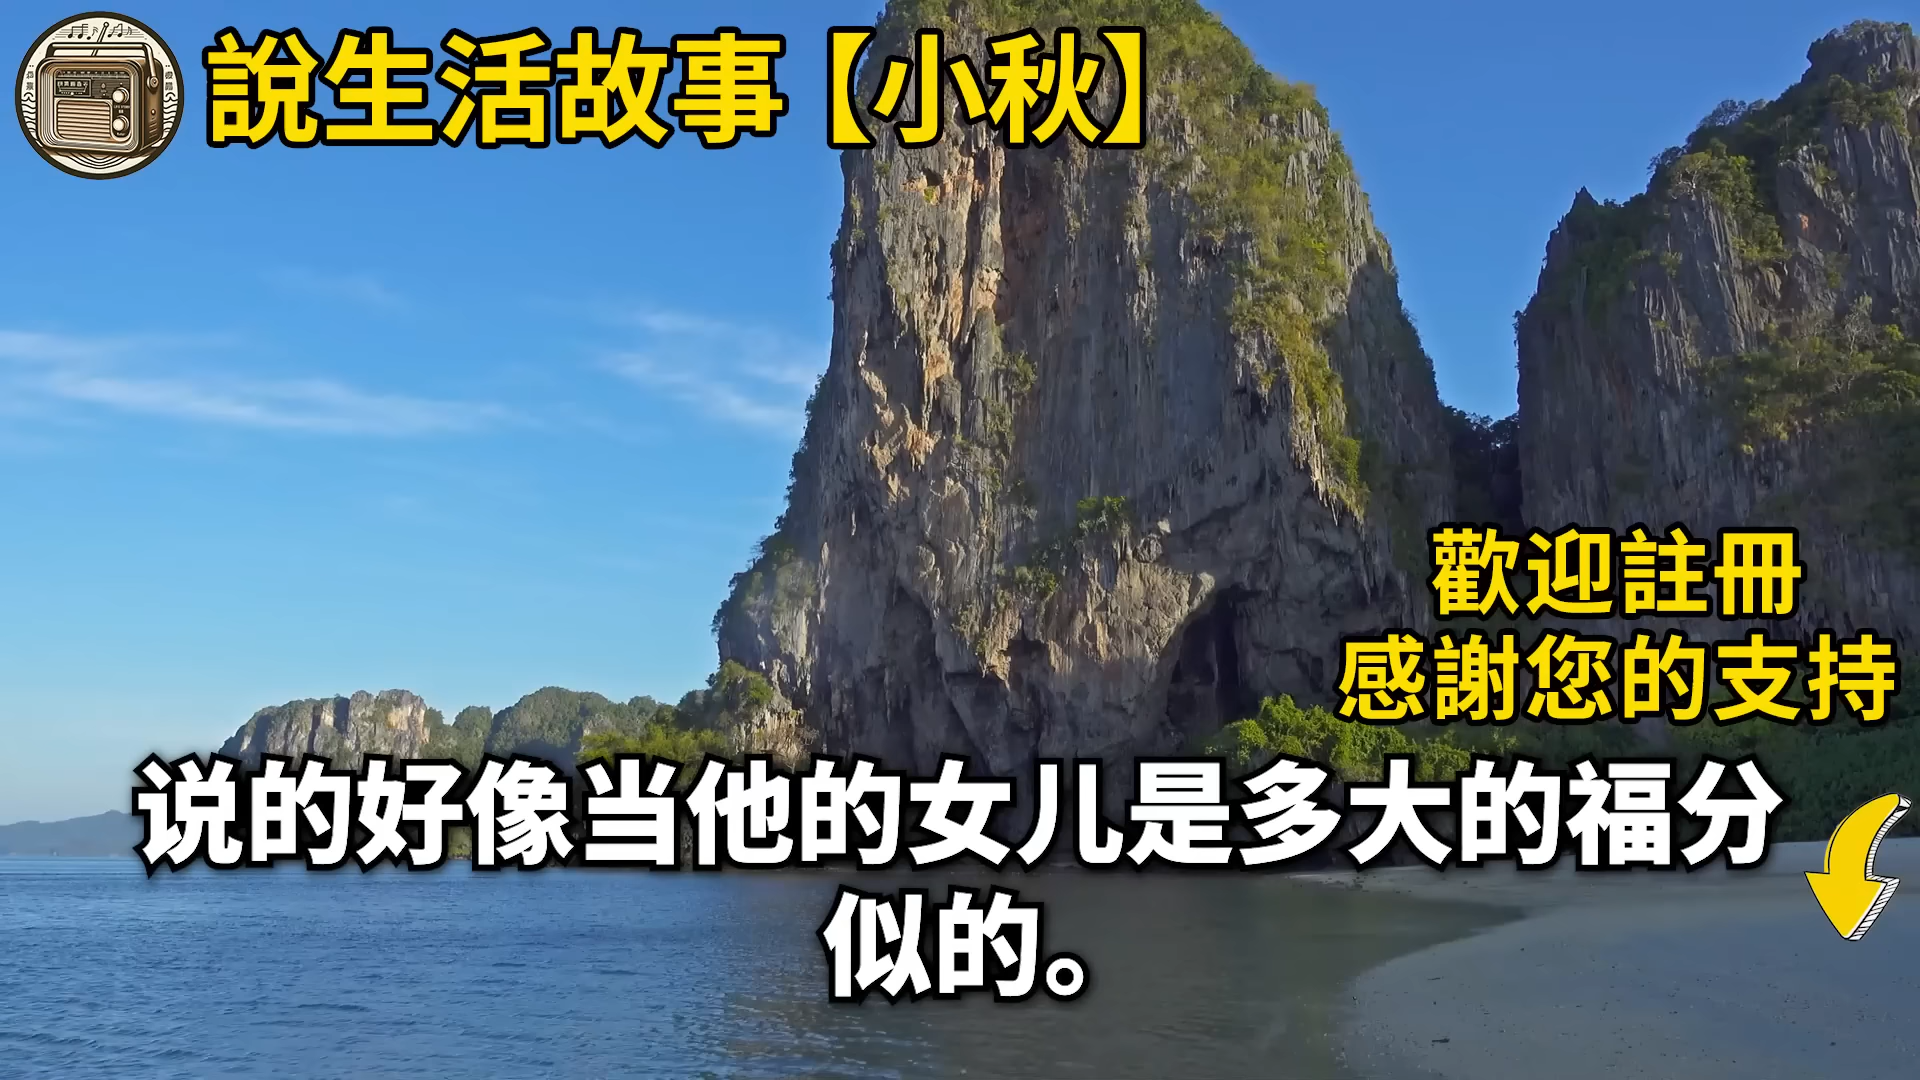 說生活故事【小秋】
歡迎註冊
感謝您的支持
说的好像当他的女儿是多大的福分
似的。